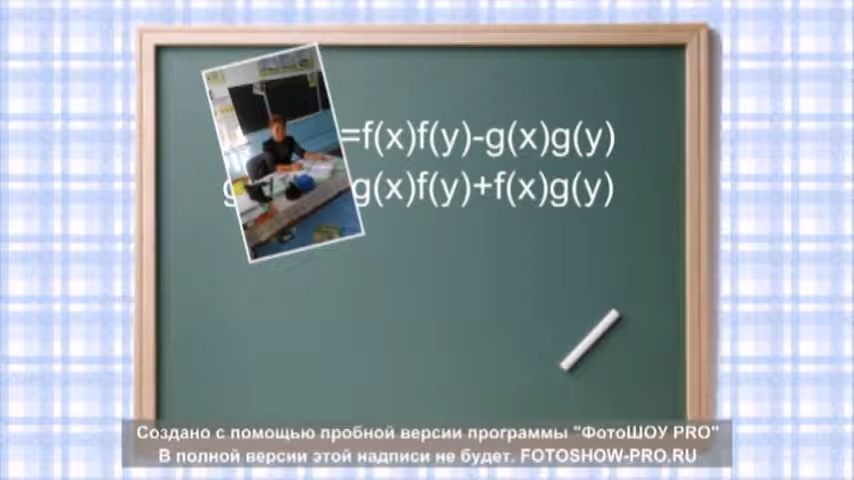 =f(x)f(y)-g(x)g(y)
g(x)f(y)+f(x)g(y)
Создано с помощью пробной версии программы "ФотоШОУ PRO"
В полной версии этой надписи не будет. FOTOSHOW-PRO.RU